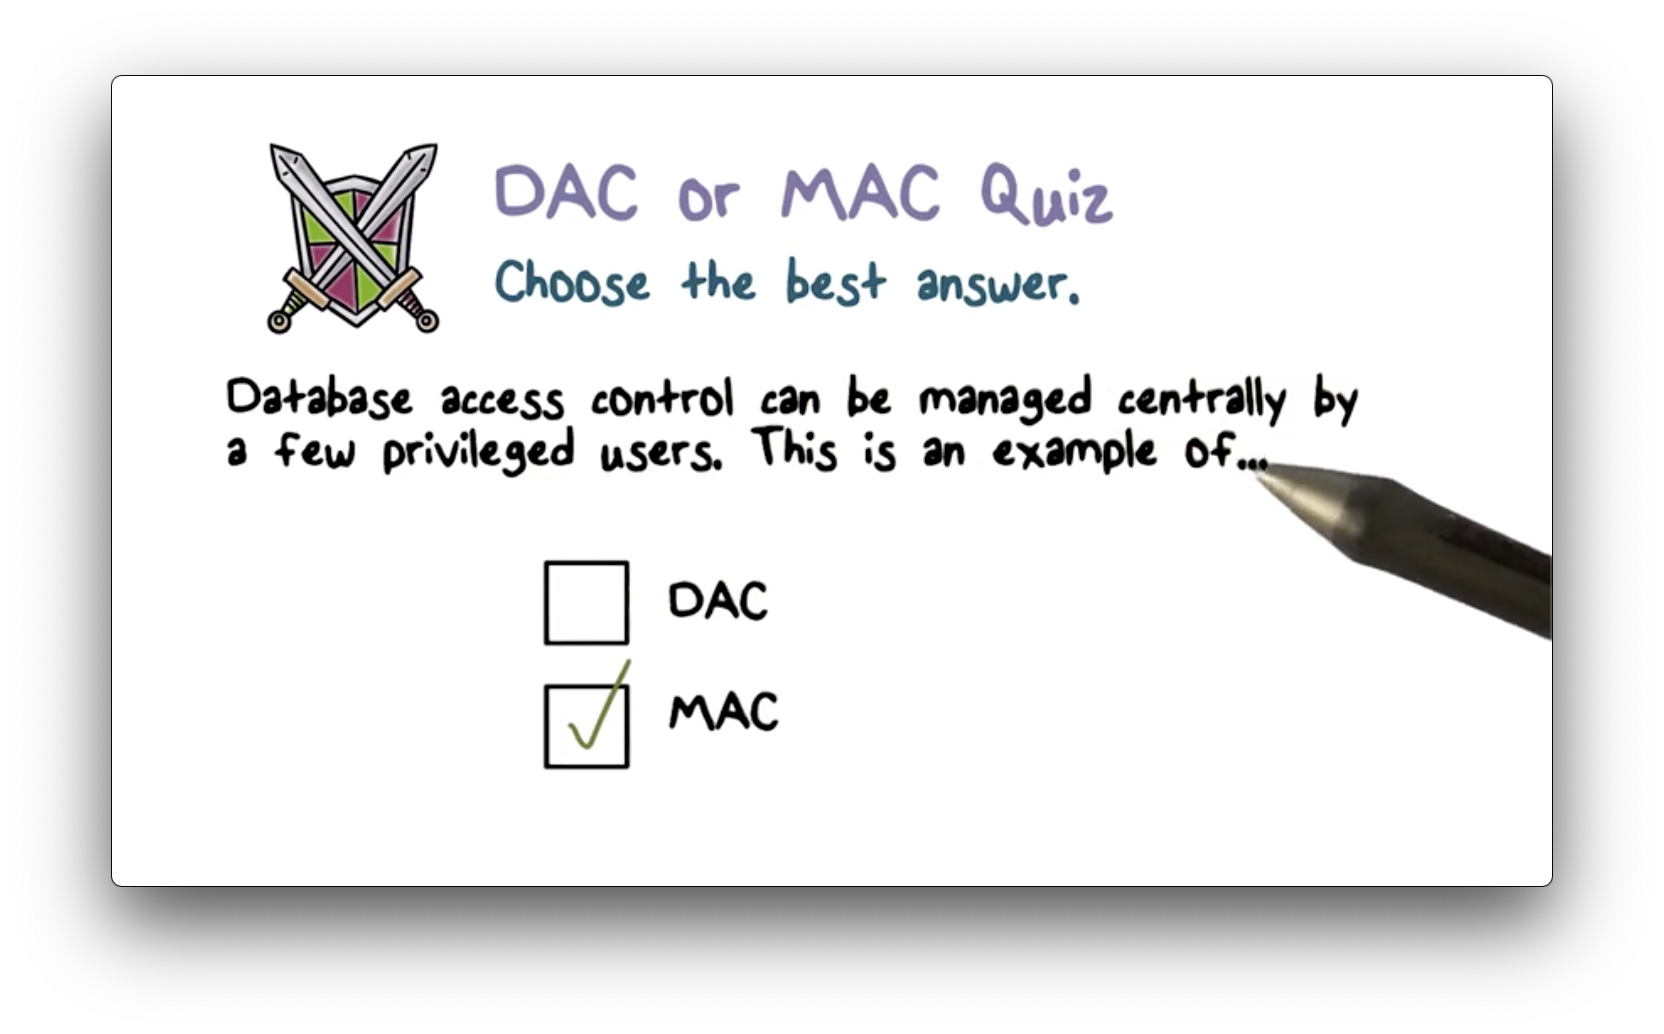 DAC or MAC Quiz
Choose the best answer.
Database access control can be managed centrally by
a few privileged users. This is an example of...
DAC
MAC